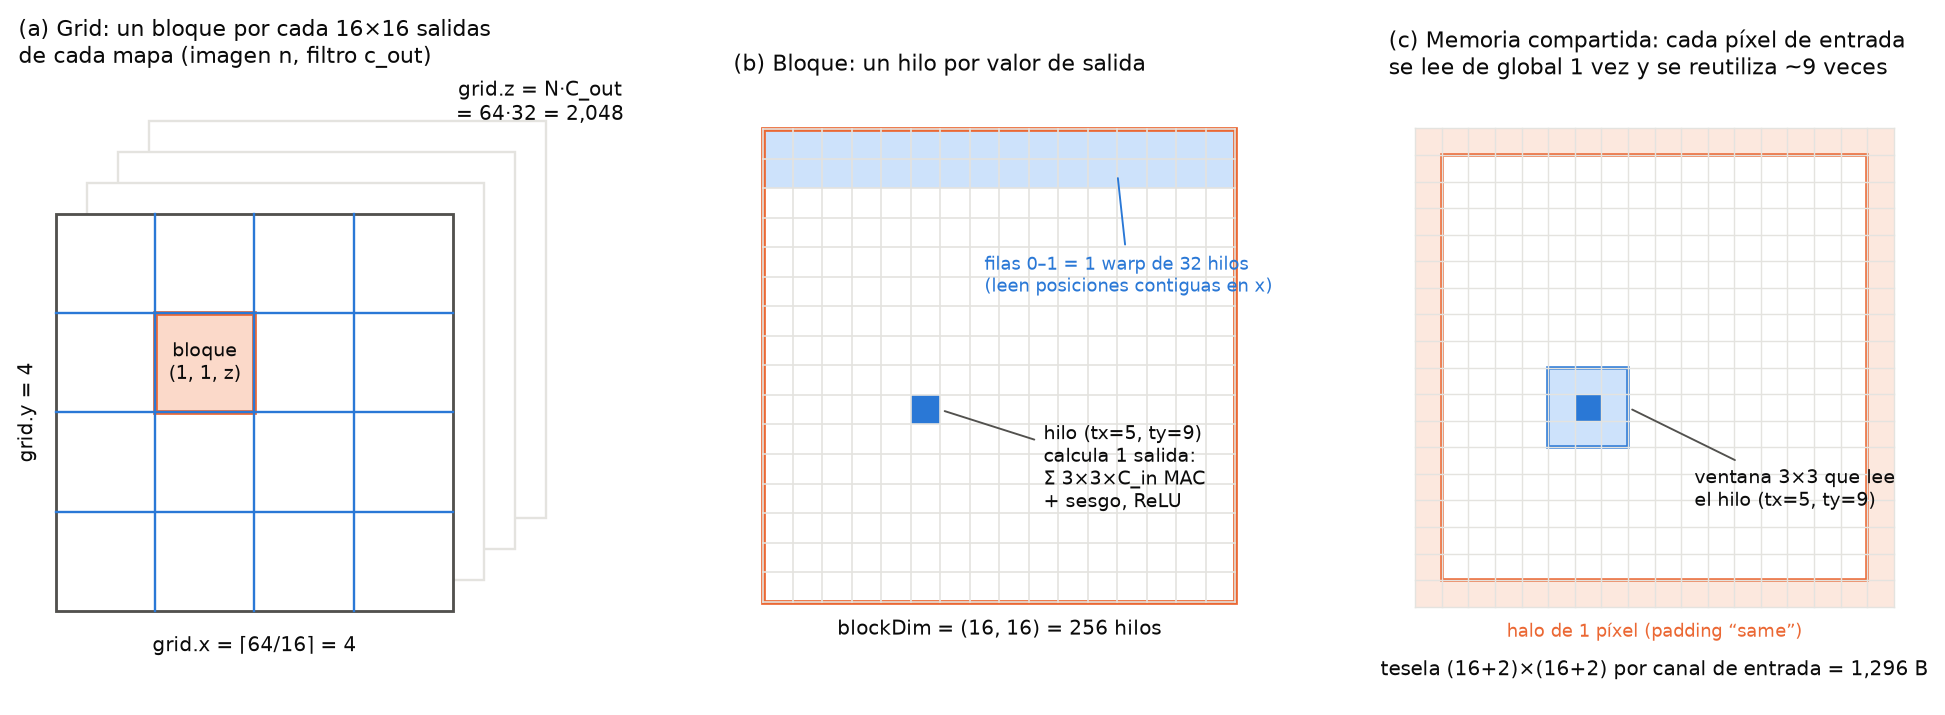 (a) Grid: un bloque por cada 16×16 salidas
de cada mapa (imagen n, filtro c_out)
grid.z = N·C_out
= 64·32 = 2,048
bloque
(1, 1, z)
grid.y = 4
grid.x = ⌈64/16⌉ = 4
(b) Bloque: un hilo por valor de salida
filas 0–1 = 1 warp de 32 hilos
(leen posiciones contiguas en x)
hilo (tx=5, ty=9)
calcula 1 salida:
Σ 3×3×C_in MAC
+ sesgo, ReLU
blockDim = (16, 16) = 256 hilos
(c) Memoria compartida: cada píxel de entrada
se lee de global 1 vez y se reutiliza ~9 veces
ventana 3×3 que lee
el hilo (tx=5, ty=9)
halo de 1 píxel (padding “same”)
tesela (16+2)×(16+2) por canal de entrada = 1,296 B